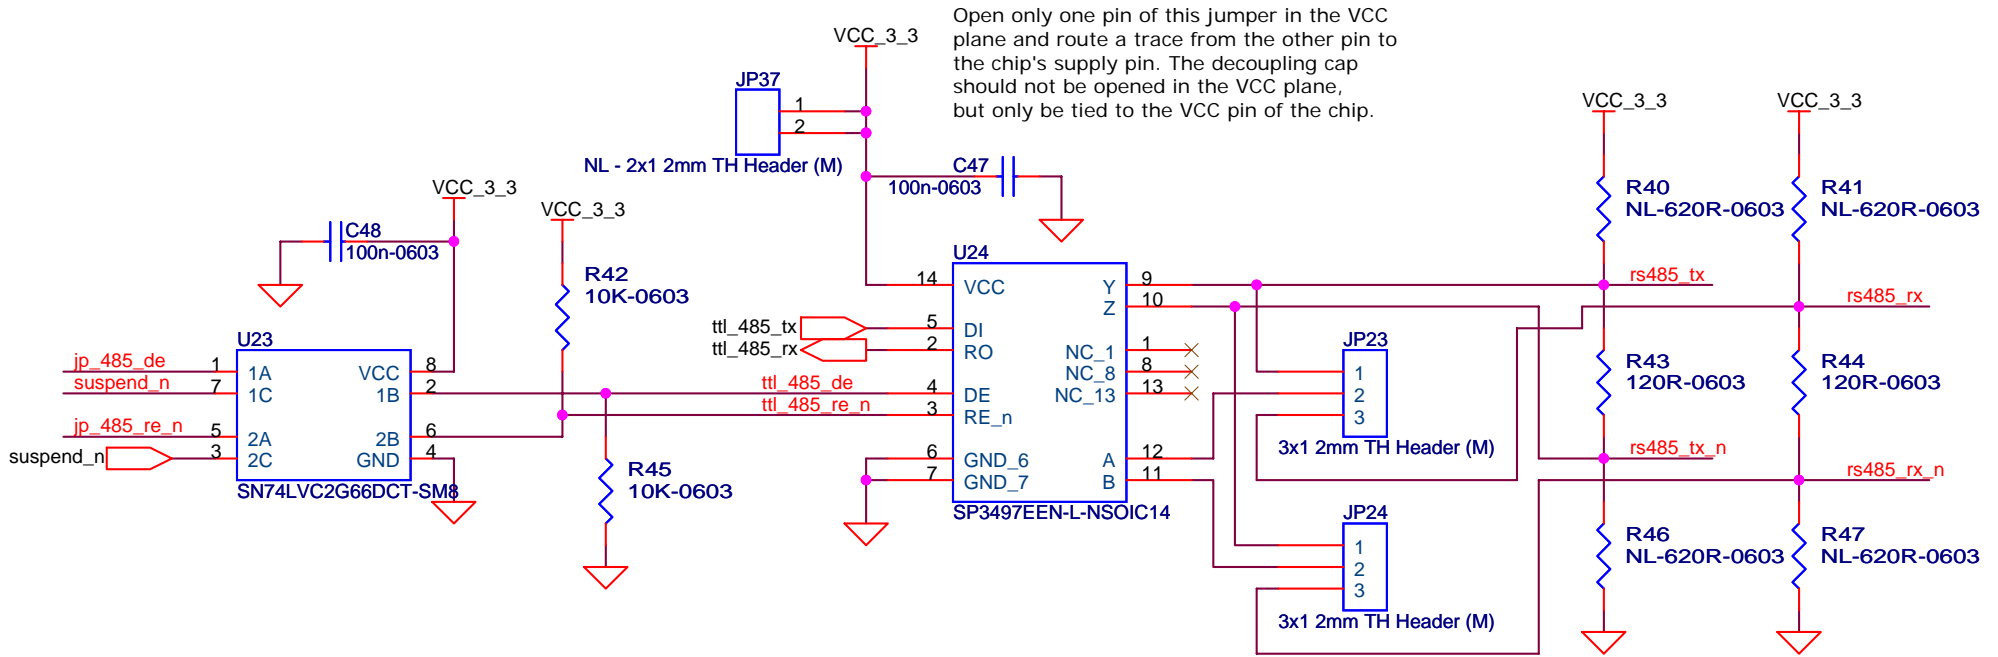 Open only one pin of this jumper in the VCC
plane and route a trace from the other pin to
the chip's supply pin. The decoupling cap
should not be opened in the VCC plane,
but only be tied to the VCC pin of the chip.
VCC_3_3
JP37
1
2
NL - 2x1 2mm TH Header (M)
C47
100n-0603
VCC_3_3
VCC_3_3
R40
NL-620R-0603
R41
NL-620R-0603
VCC_3_3
C48
100n-0603
VCC_3_3
R42
10K-0603
U23
jp_485_de
1
1A
VCC
8
suspend_n
7
1C
1B
2
jp_485_re_n
5
2A
2B
6
suspend_n
3
2C
GND
4
SN74LVC2G66DCT-SM8
R45
10K-0603
ttl_485_tx
ttl_485_rx
ttl_485_de
ttl_485_re_n
U24
14
VCC
Y
9
Z
10
5
DI
2
RO
NC_1
1
NC_8
8
4
DE
NC_13
13
3
RE_n
6
GND_6
A
12
7
GND_7
B
11
SP3497EEN-L-NSOIC14
rs485_tx
rs485_rx
JP23
1
2
3
3x1 2mm TH Header (M)
R43
120R-0603
R44
120R-0603
rs485_tx_n
rs485_rx_n
JP24
1
2
3
3x1 2mm TH Header (M)
R46
NL-620R-0603
R47
NL-620R-0603